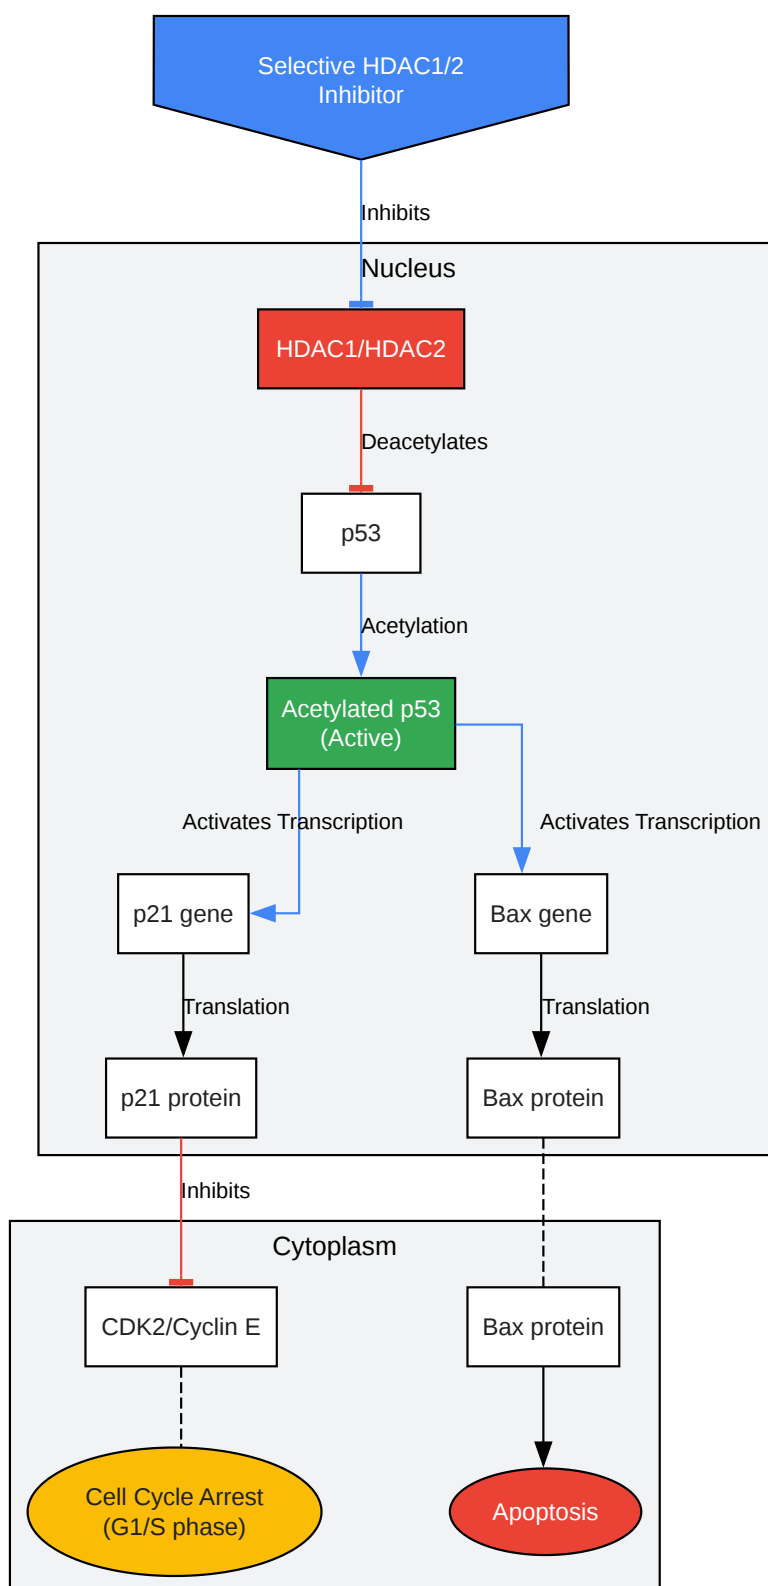 Selective HDAC1/2
Inhibitor
Inhibits
Nucleus
HDAC1/HDAC2
Deacetylates
p53
Acetylation
Acetylated p53
(Active)
Activates Transcription
Activates Transcription
p21 gene
Bax gene
Translation
Translation
p21 protein
Bax protein
Inhibits
Cytoplasm
CDK2/Cyclin E
Bax protein
Cell Cycle Arrest
(G1/S phase)
Apoptosis